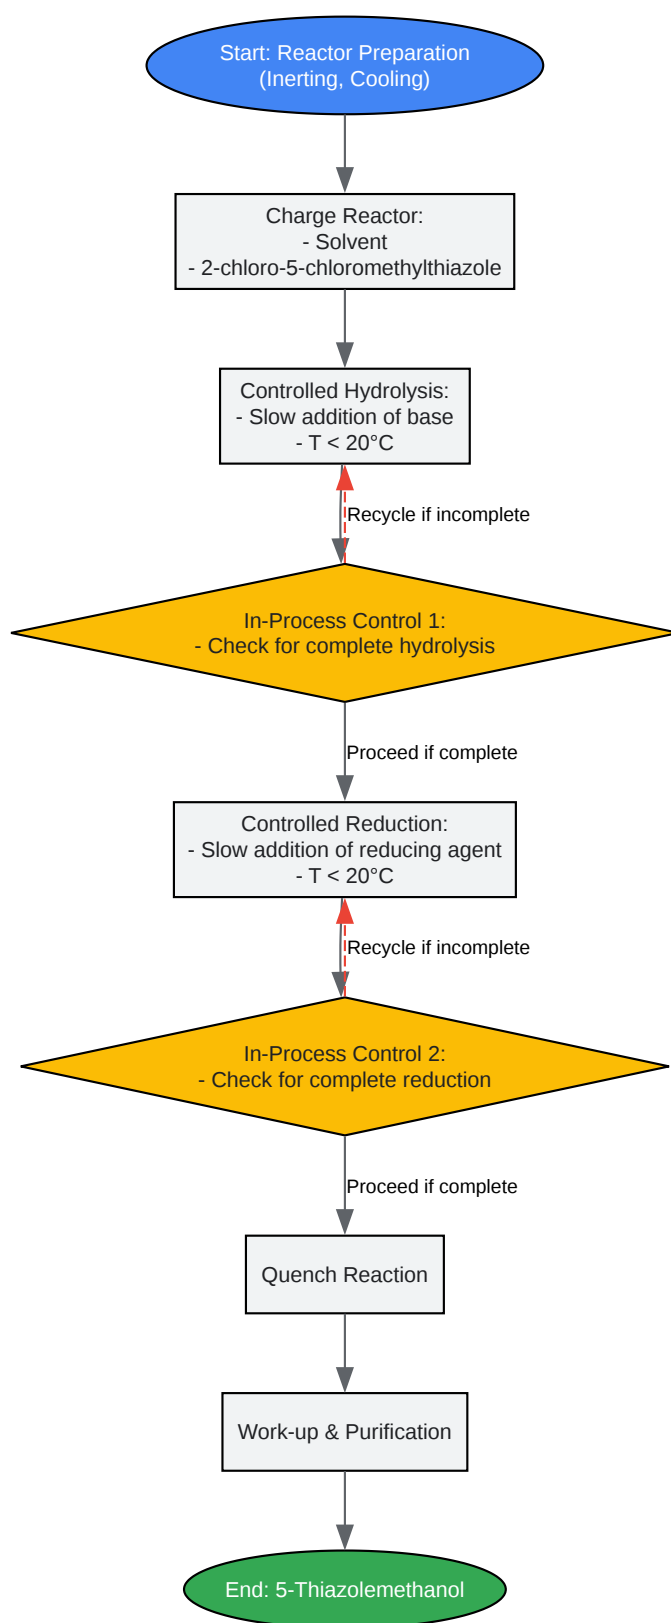 Start: Reactor Preparation
(Inerting, Cooling)
Charge Reactor:
- Solvent
- 2-chloro-5-chloromethylthiazole
Controlled Hydrolysis:
- Slow addition of base
- T < 20°C
Recycle if incomplete
In-Process Control 1:
- Check for complete hydrolysis
Proceed if complete
Controlled Reduction:
- Slow addition of reducing agent
- T < 20°C
Recycle if incomplete
In-Process Control 2:
- Check for complete reduction
Proceed if complete
Quench Reaction
Work-up & Purification
End: 5-Thiazolemethanol